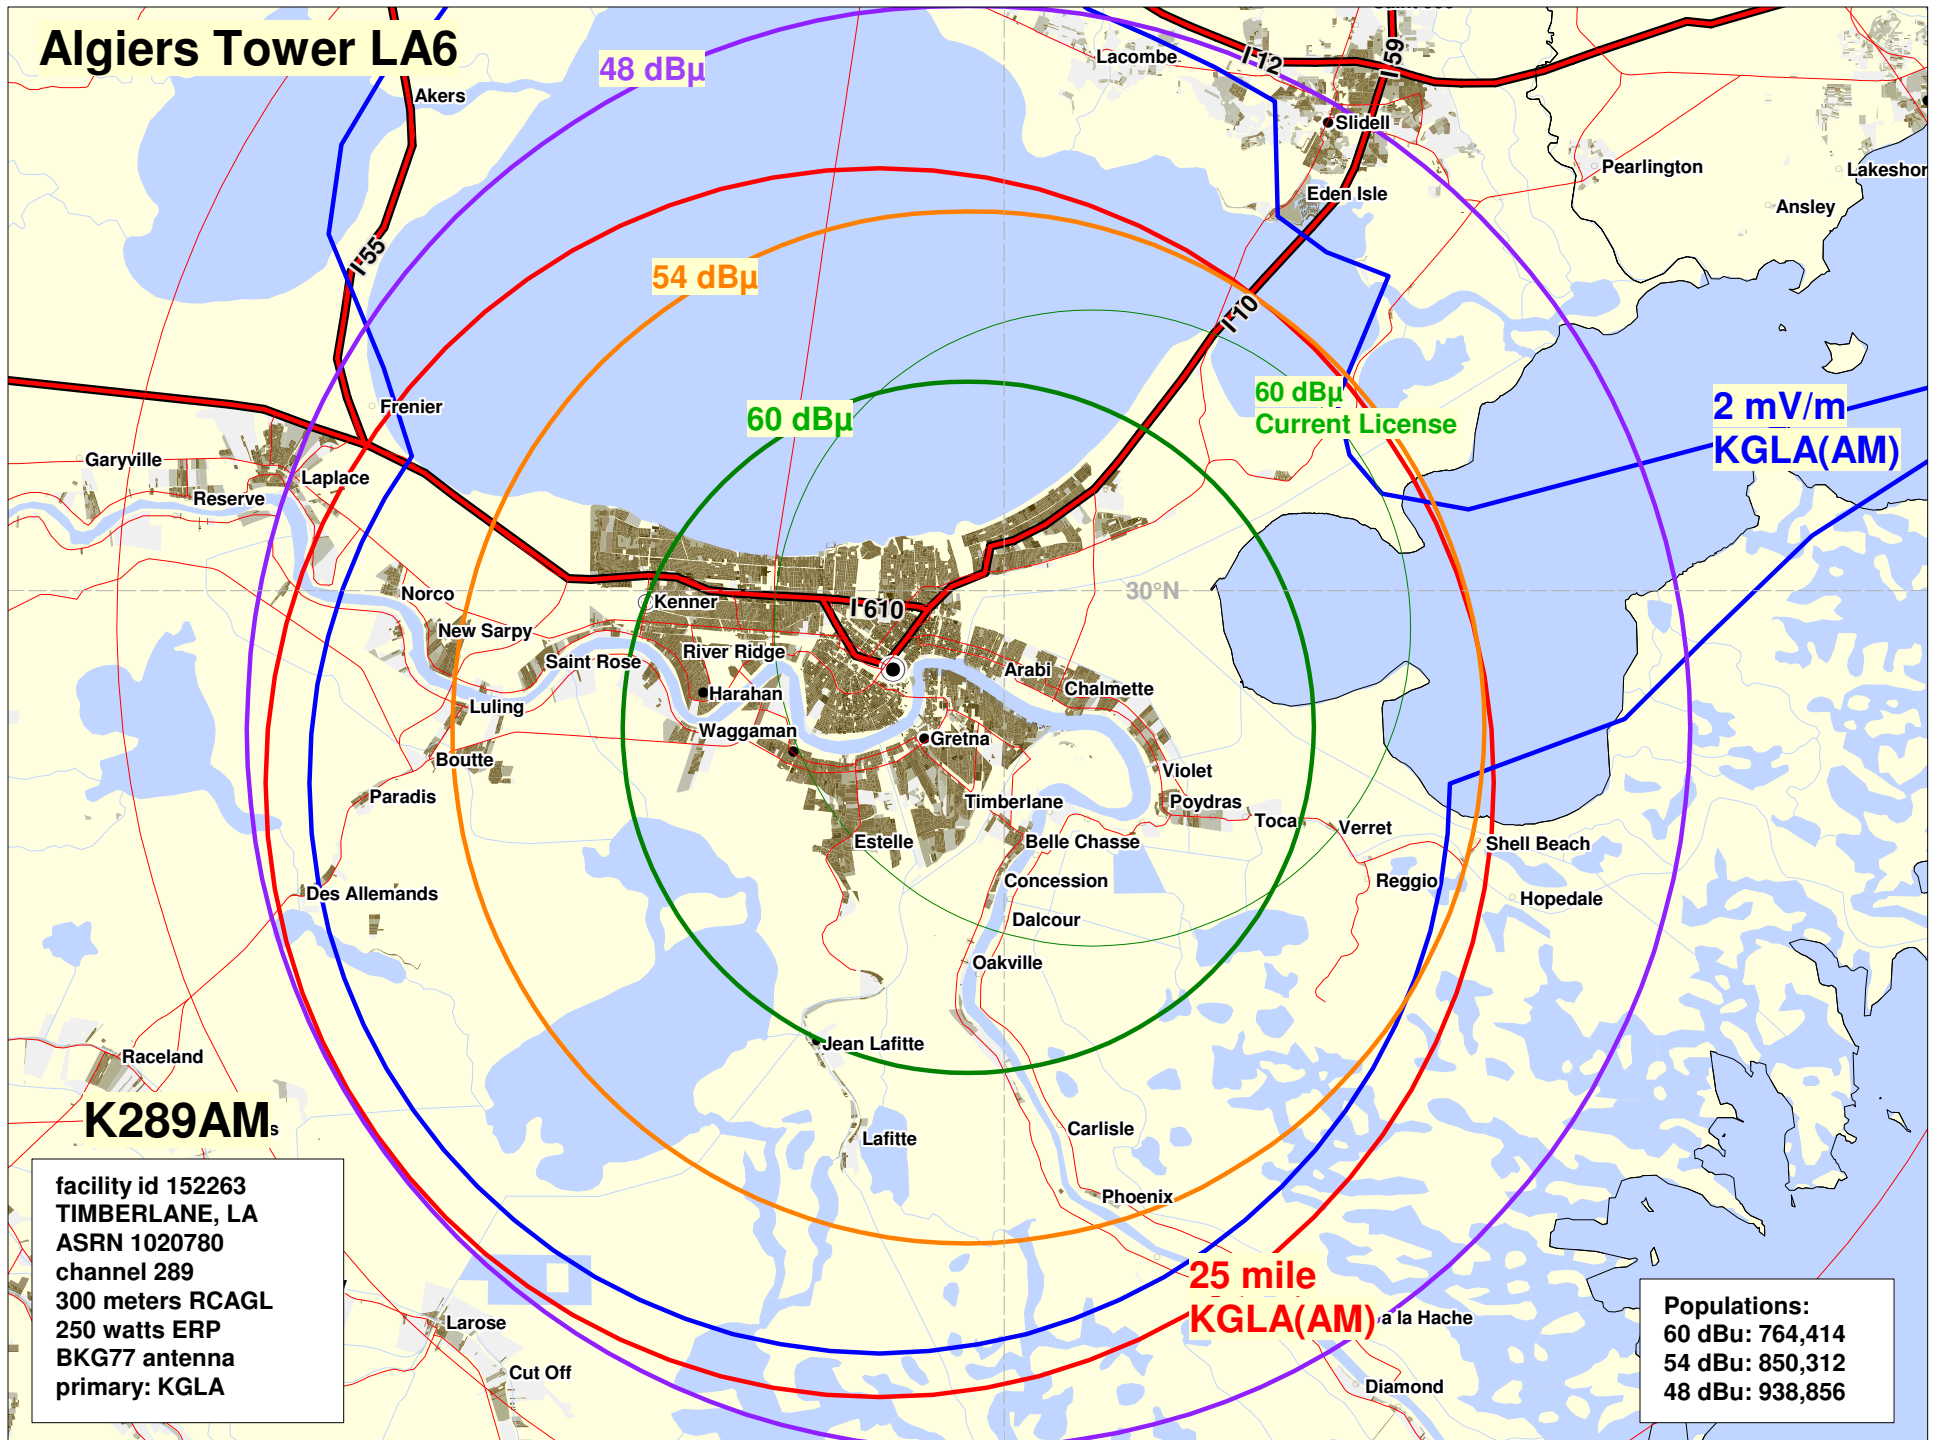 Algiers Tower LA6
48 dBµ
Lacombe
I 12
I 59
Akers
Slidell
Pearlington
Lakeshor
Eden Isle
Ansley
I 55
54 dBµ
I 10
60 dBµ
Current License
60 dBµ
Frenier
2 mV/m
KGLA(AM)
Garyville
Laplace
Reserve
Norco
30°N
Kenner
I 610
New Sarpy
River Ridge
Saint Rose
Arabi
Harahan
Chalmette
Luling
Waggaman
Gretna
Boutte
Violet
Paradis
Timberlane
Poydras
Toca
Verret
Estelle
Belle Chasse
Shell Beach
Concession
Reggio
Des Allemands
Hopedale
Dalcour
Oakville
Jean Lafitte
Raceland
K289AM
s
Carlisle
Lafitte
Phoenix
facility id 152263
TIMBERLANE, LA
ASRN 1020780
channel 289
300 meters RCAGL
250 watts ERP
BKG77 antenna
primary: KGLA
25 mile
KGLA(AM)
a la Hache
Larose
Cut Off
Diamond
Populations:
60 dBu: 764,414
54 dBu: 850,312
48 dBu: 938,856